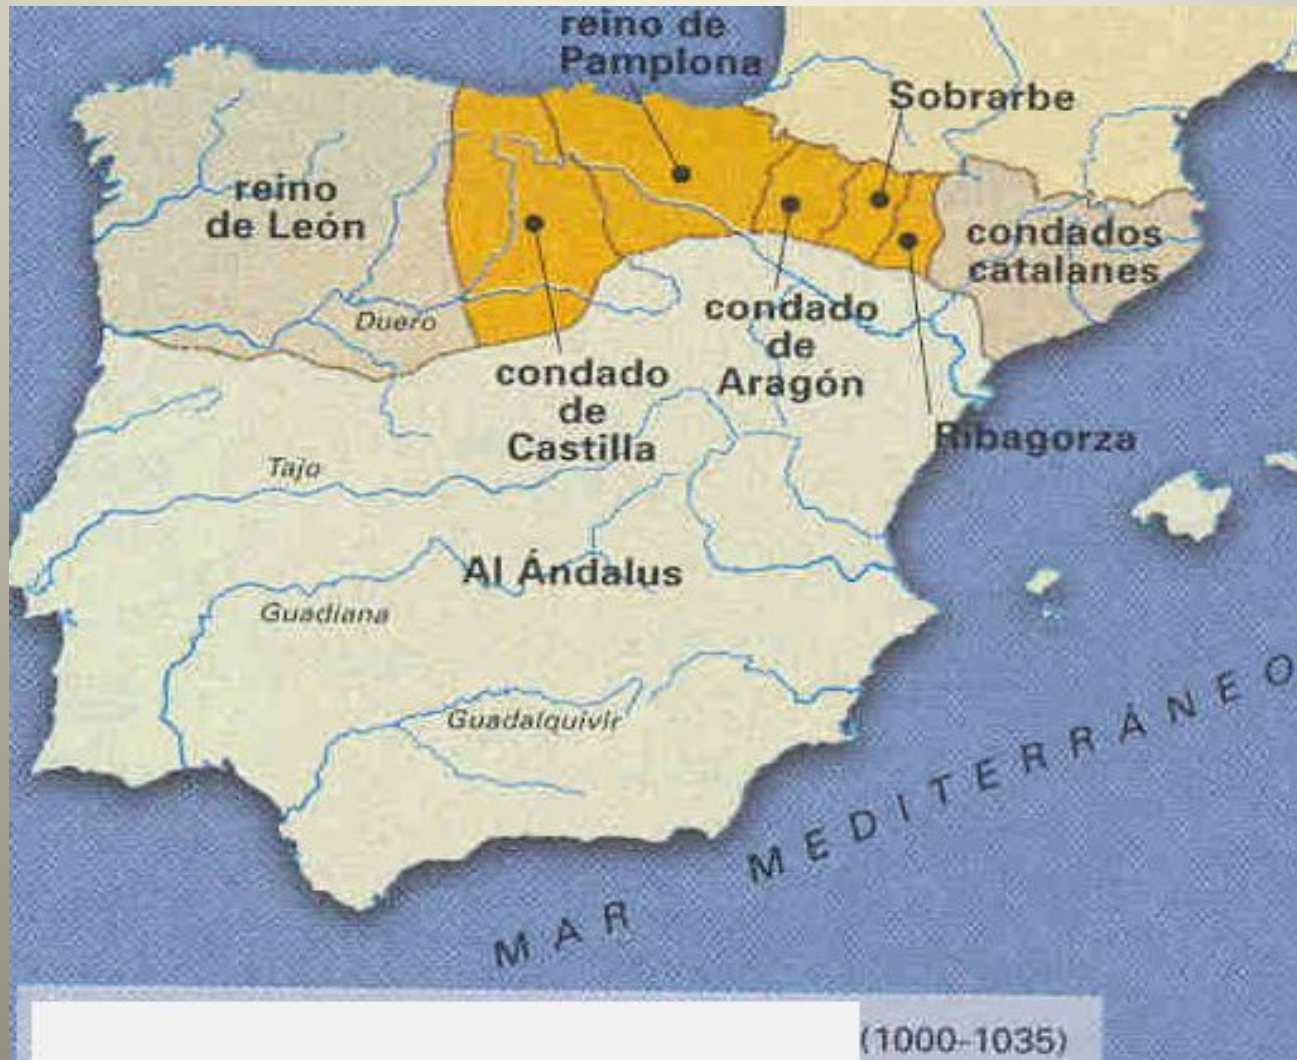 reino de
Pamplona
Sobrarbe
reino
de León
condados
catalanes
Duero
condado
de
Aragón
condado
de
Castilla
Ribagorza
Tajo
Al Ándalus
Guadiana
Guadalquivir
MAR MEDITERRÁNEO
(1000-1035)